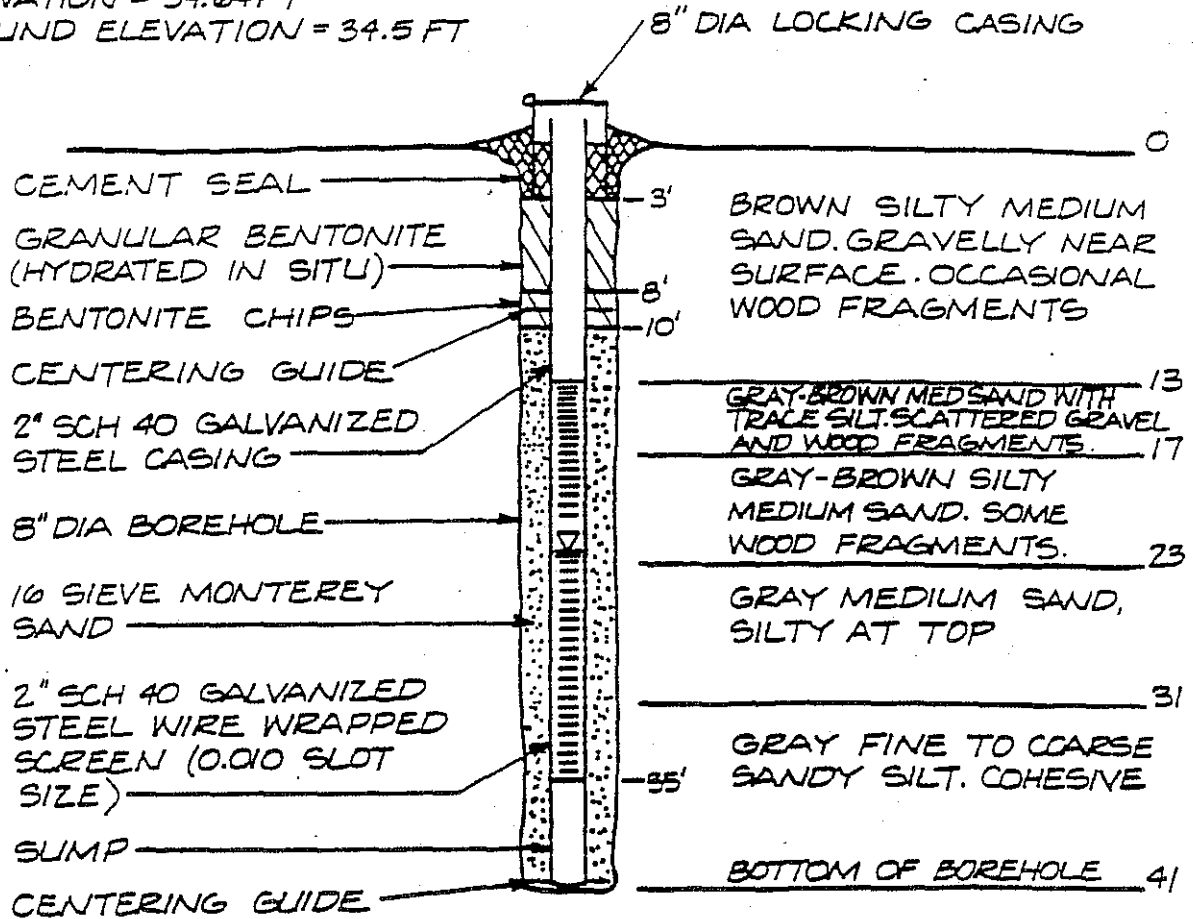 UND ELEVATION = 34.5 FT
8" DIA LOCKING CASING
0
CEMENT SEAL
3'
GRANULAR BENTONITE
(HYDRATED IN SITU)
8'
BENTONITE CHIPS
10'
CENTERING GUIDE
2" SCH 40 GALVANIZED
STEEL CASING
8" DIA BOREHOLE
16 SIEVE MONTEREY
SAND
2" SCH 40 GALVANIZED
STEEL WIRE WRAPPED
SCREEN (0.010 SLOT
SIZE)
35'
SUMP
CENTERING GUIDE
BROWN SILTY MEDIUM
SAND. GRAVELLY NEAR
SURFACE. OCCASIONAL
WOOD FRAGMENTS
13
GRAY-BROWN MED SAND WITH
TRACE SILT. SCATTERED GRAVEL
AND WOOD FRAGMENTS.
17
GRAY-BROWN SILTY
MEDIUM SAND. SOME
WOOD FRAGMENTS.
23
GRAY MEDIUM SAND,
SILTY AT TOP
31
GRAY FINE TO COARSE
SANDY SILT. COHESIVE
BOTTOM OF BOREHOLE 41